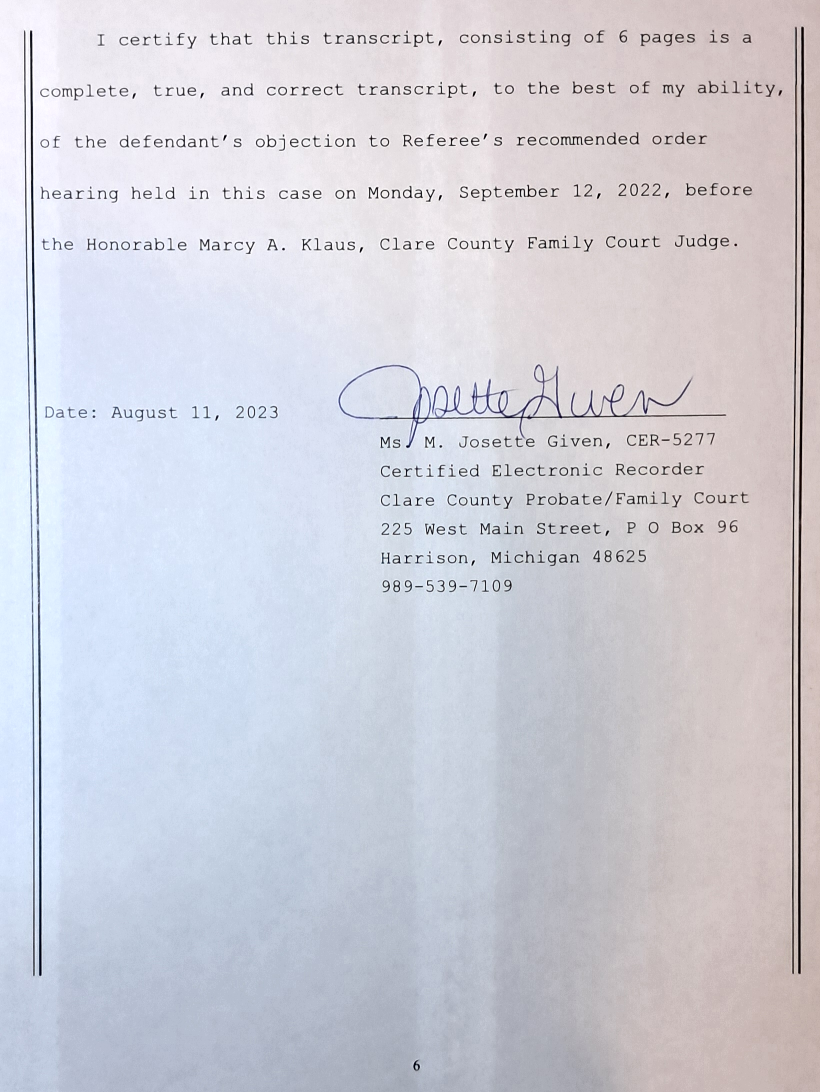 I certify that this transcript, consisting of 6 pages is a
complete, true, and correct transcript, to the best of my ability,
of the defendant's objection to Referee's recommended order
hearing held in this case on Monday, September 12, 2022, before
the Honorable Marcy A. Klaus, Clare County Family Court Judge.
Josette Given
Date: August 11, 2023
Ms. M. Josette Given, CER-5277
Certified Electronic Recorder
Clare County Probate/Family Court
225 West Main Street, P O Box 96
Harrison, Michigan 48625
989-539-7109
6